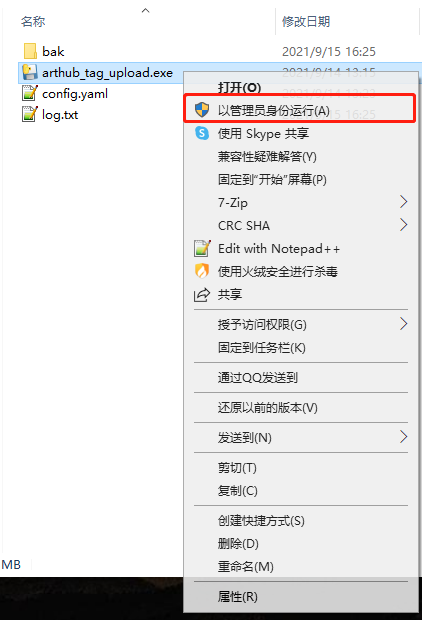 名称 修改日期
bak 2021/9/15 16:25
arthub_tag_upload.exe 2021/9/14 13:15
config.yaml
log.txt
打开(O)
以管理员身份运行(A)
使用 Skype 共享
兼容性疑难解答(Y)
固定到“开始”屏幕(P)
7-Zip
CRC SHA
Edit with Notepad++
使用火绒安全进行杀毒
共享
授予访问权限(G)
固定到任务栏(K)
通过QQ发送到
还原以前的版本(V)
发送到(N)
剪切(T)
复制(C)
创建快捷方式(S)
删除(D)
重命名(M)
属性(R)
MB